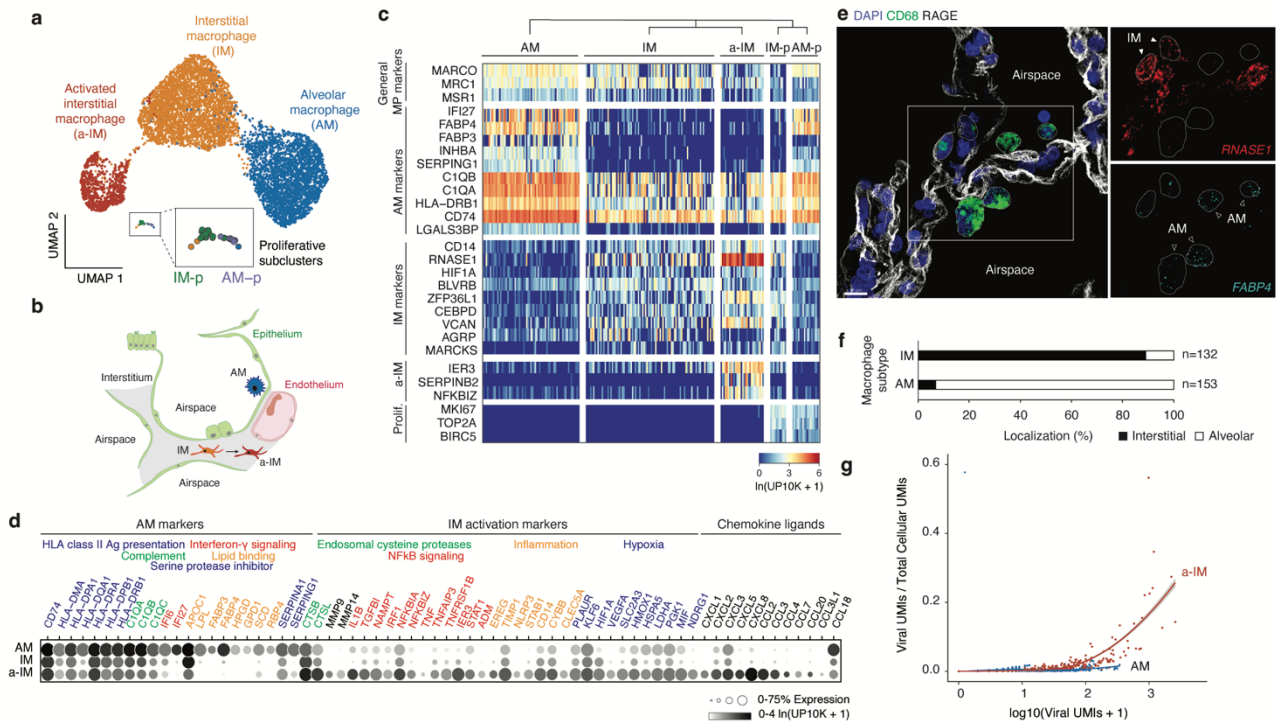 a
Interstitial
macrophage
(IM)
Activated
interstitial
macrophage
(a-IM)
Alveolar
macrophage
(AM)
UMAP 2
UMAP 1
Proliferative
subclusters
IM-p
AM–p
b
Epithelium
Interstitium
AM
Endothelium
Airspace
Airspace
IM
a-IM
Airspace
c
AM
IM
a-IM
IM-p
AM-p
General
MP markers
MARCO
MRC1
MSR1
AM markers
IFI27
FABP4
FABP3
INHBA
SERPING1
C1QB
C1QA
HLA−DRB1
CD74
LGALS3BP
IM markers
CD14
RNASE1
HIF1A
BLVRB
ZFP36L1
CEBPD
VCAN
AGRP
MARCKS
a-IM
IER3
SERPINB2
NFKBIZ
Prolif.
MKI67
TOP2A
BIRC5
0 3 6
ln(UP10K + 1)
d
AM markers
IM activation markers
Chemokine ligands
HLA class II Ag presentation
Interferon-γ signaling
Endosomal cysteine proteases
Inflammation
Hypoxia
Complement
Lipid binding
NFkB signaling
Serine protease inhibitor
CD74
HLA−DMA
HLA−DPA1
HLA−DQA1
HLA−DRA
HLA−DPB1
HLA−DRB1
C1QA
C1QB
C1QC
IFI6
IFI27
APOC1
LPL
FABP3
FABP4
HPGD
GPD1
SCD
RBP4
SERPINA1
SERPING1
CTSB
CTSL
MMP9
MMP14
IL1B
TGFBI
NAMPT
IRF1
NFKBIA
NFKBIZ
TNF
TNFAIP3
TNFRSF1B
IER3
STAT1
ADM
EREG
TIMP1
NLRP3
STAB1
CD14
CYBB
CLEC5A
PLAUR
KLF6
HIF1A
VEGFA
SLC2A3
HMOX1
HSPA5
LDHA
PGK1
MIF
NDRG1
CXCL1
CXCL2
CXCL3
CXCL5
CXCL8
CCL2
CCL3
CCL4
CCL7
CCL20
CCL3L1
CCL18
AM
IM
a-IM
0-75% Expression
0-4 ln(UP10K + 1)
e
DAPI CD68 RAGE
Airspace
Airspace
IM
RNASE1
AM
AM
FABP4
f
Macrophage
subtype
IM
n=132
AM
n=153
0 20 40 60 80 100
Localization (%)
Interstitial
Alveolar
g
Viral UMIs / Total Cellular UMIs
0.6
0.4
0.2
0.0
a-IM
AM
0 1 2 3
log10(Viral UMIs + 1)